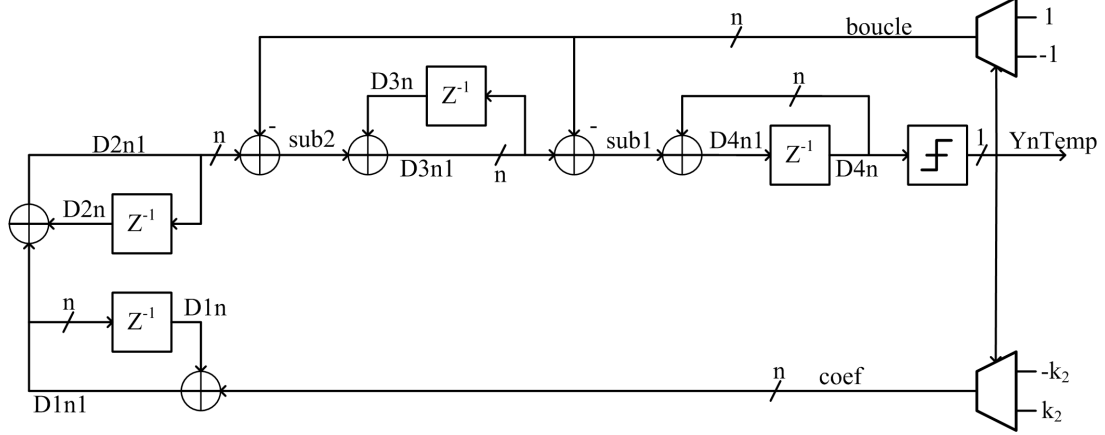 n
boucle
1
-1
D3n
Z-1
n
D2n1
n
-
sub2
D3n1
n
-
sub1
D4n1
Z-1
D4n
1
YnTemp
D2n
Z-1
n
Z-1
D1n
D1n1
n
coef
-k2
k2